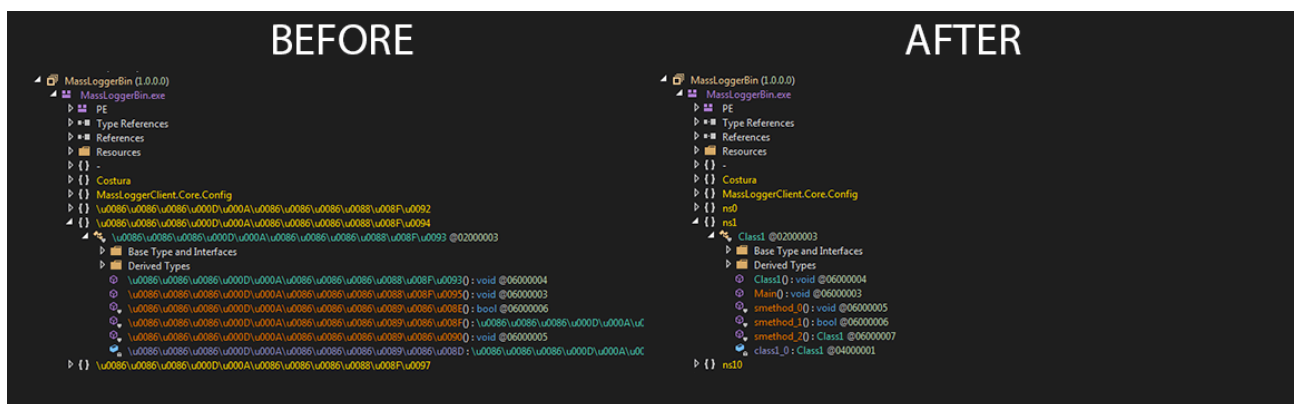 BEFORE
MassLoggerBin (1.0.0.0)
MassLoggerBin.exe
PE
Type References
References
Resources
{ } -
{ } Costura
{ } MassLoggerClient.Core.Config
{ } \u0086\u0086\u0086\u000D\u000A\u0086\u0086\u0086\u0088\u008F\u0092
{ } \u0086\u0086\u0086\u000D\u000A\u0086\u0086\u0086\u0088\u008F\u0094
\u0086\u0086\u0086\u000D\u000A\u0086\u0086\u0086\u0088\u008F\u0093 @02000003
Base Type and Interfaces
Derived Types
\u0086\u0086\u0086\u000D\u000A\u0086\u0086\u0086\u0088\u008F\u0093() : void @06000004
\u0086\u0086\u0086\u000D\u000A\u0086\u0086\u0086\u0088\u008F\u0095() : void @06000003
\u0086\u0086\u0086\u000D\u000A\u0086\u0086\u0086\u0089\u0086\u008E() : bool @06000006
\u0086\u0086\u0086\u000D\u000A\u0086\u0086\u0086\u0089\u0086\u008F() : \u0086\u0086\u0086\u000D\u000A\u0
\u0086\u0086\u0086\u000D\u000A\u0086\u0086\u0086\u0089\u0086\u0090() : void @06000005
\u0086\u0086\u0086\u000D\u000A\u0086\u0086\u0086\u0089\u0086\u008D : \u0086\u0086\u0086\u000D\u000A\u00
{ } \u0086\u0086\u0086\u000D\u000A\u0086\u0086\u0086\u0088\u008F\u0097
AFTER
MassLoggerBin (1.0.0.0)
MassLoggerBin.exe
PE
Type References
References
Resources
{ } -
{ } Costura
{ } MassLoggerClient.Core.Config
{ } ns0
{ } ns1
Class1 @02000003
Base Type and Interfaces
Derived Types
Class1() : void @06000004
Main() : void @06000003
smethod_0() : void @06000005
smethod_1() : bool @06000006
smethod_2() : Class1 @06000007
class1_0 : Class1 @04000001
{ } ns10